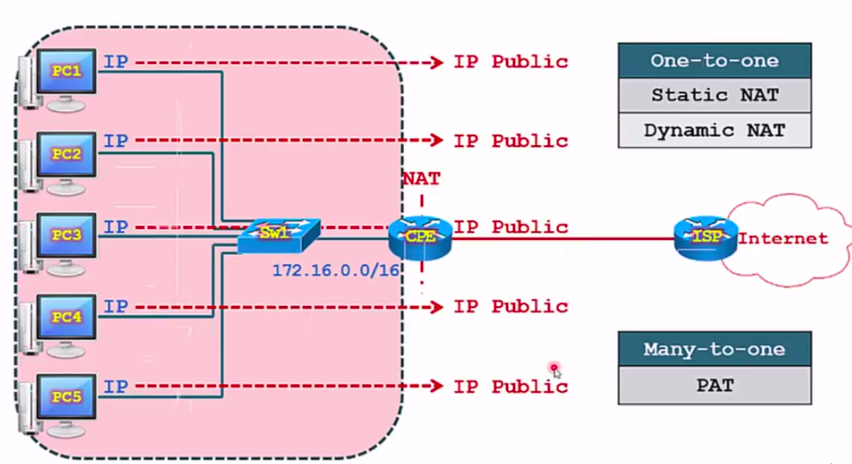 PC1 IP IP Public
PC2 IP IP Public
NAT
PC3 IP Sw1 CPE IP Public ISP Internet
172.16.0.0/16
PC4 IP IP Public
PC5 IP IP Public
One-to-one
Static NAT
Dynamic NAT
Many-to-one
PAT